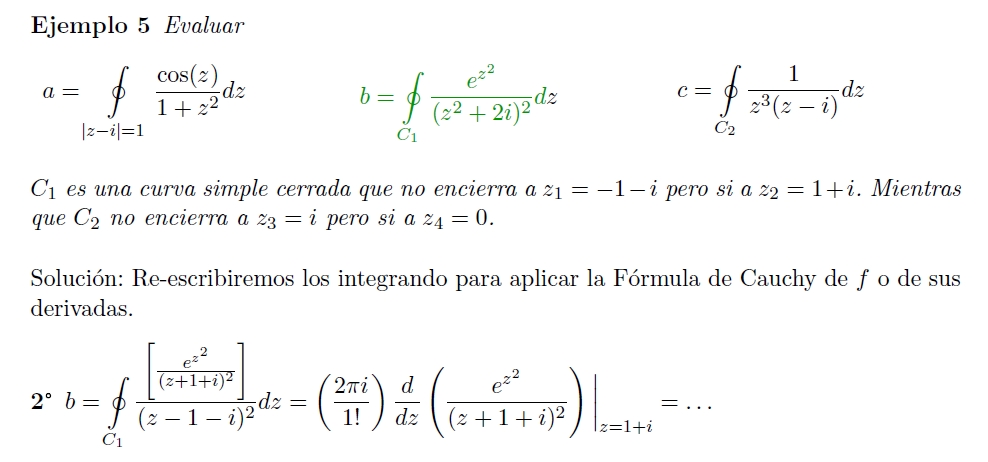 Ejemplo 5 Evaluar
a = ∮_{|z−i|=1} cos(z)/(1 + z²) dz    b = ∮_{C₁} e^{z²}/(z² + 2i)² dz    c = ∮_{C₂} 1/(z³(z − i)) dz
C₁ es una curva simple cerrada que no encierra a z₁ = −1−i pero si a z₂ = 1+i. Mientras
que C₂ no encierra a z₃ = i pero si a z₄ = 0.
Solución: Re-escribiremos los integrando para aplicar la Fórmula de Cauchy de f o de sus
derivadas.
2° b = ∮_{C₁} [e^{z²}/(z+1+i)²]/(z − 1 − i)² dz = (2πi/1!) d/dz (e^{z²}/(z + 1 + i)²)|_{z=1+i} = …